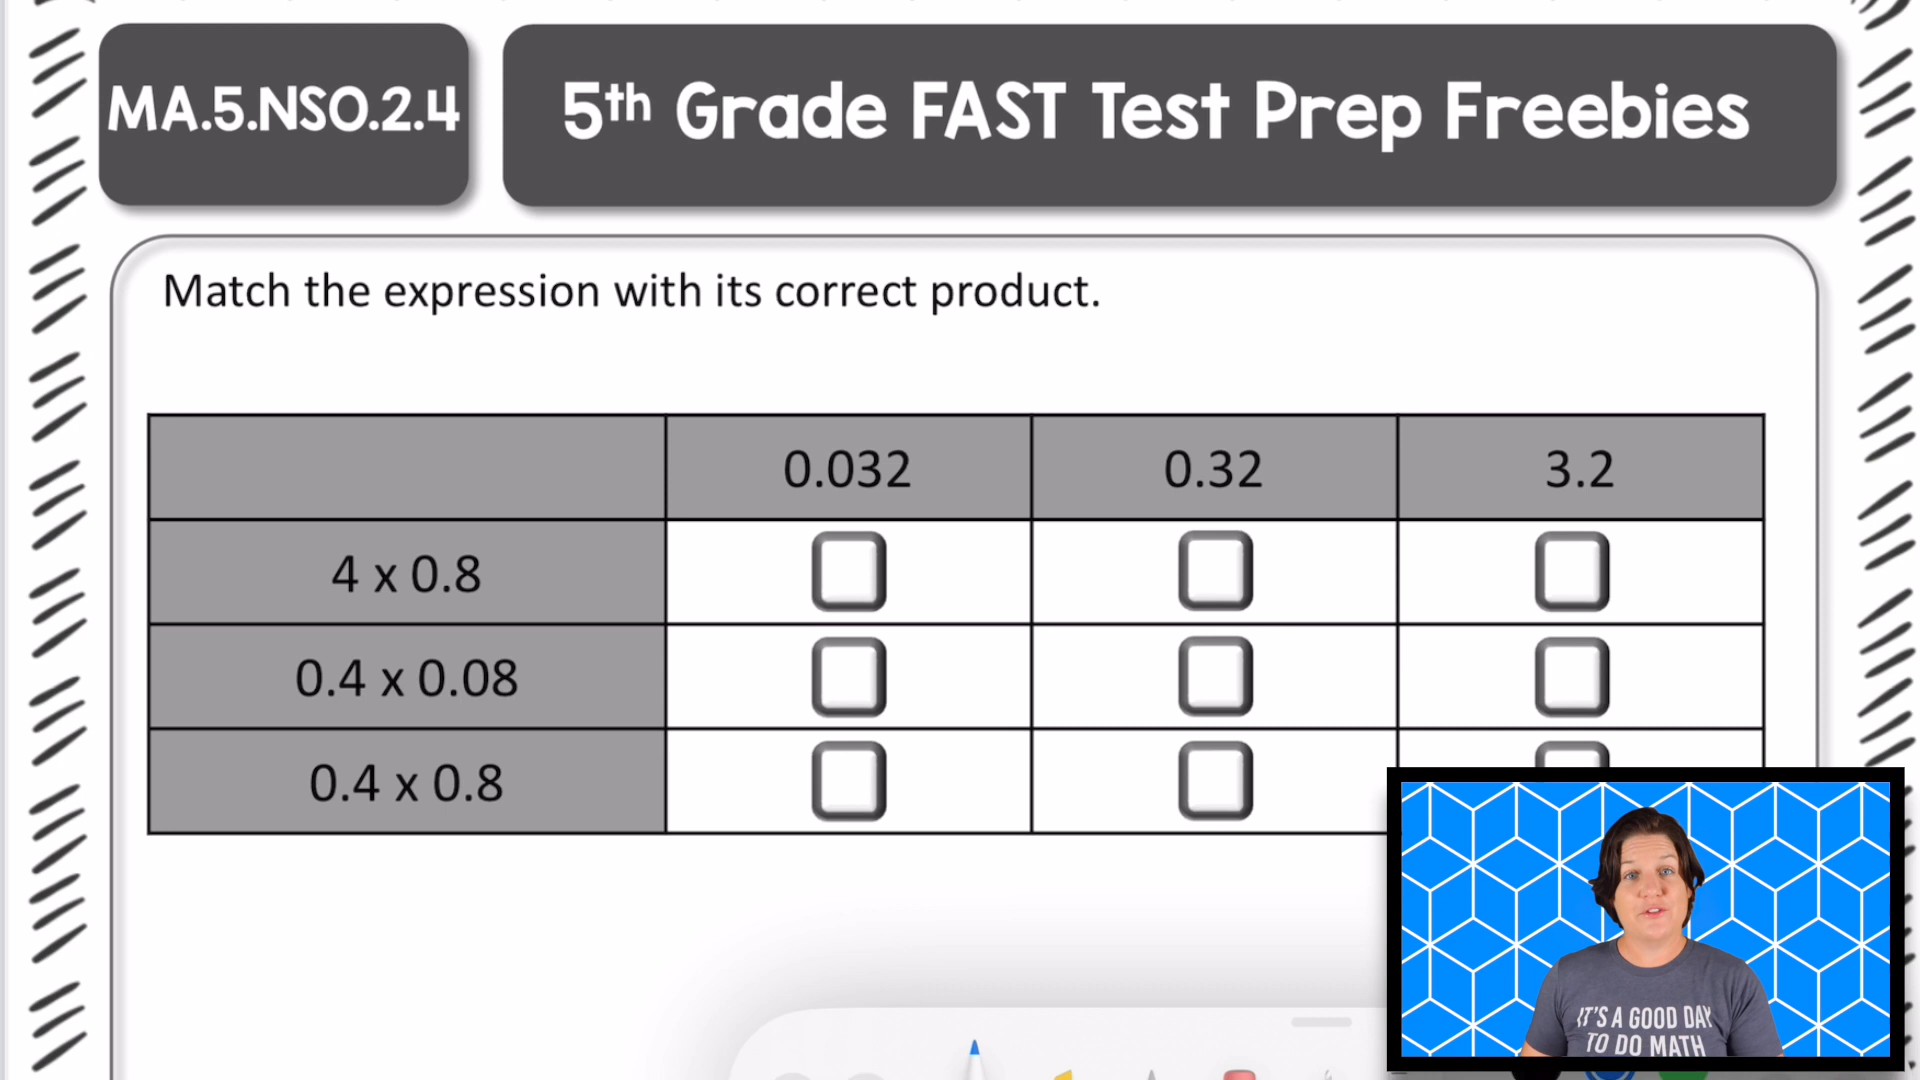 MA.5.NSO.2.4
5th Grade FAST Test Prep Freebies
Match the expression with its correct product.
0.032 0.32 3.2
4 x 0.8
0.4 x 0.08
0.4 x 0.8
IT'S A GOOD DAY
TO DO MATH